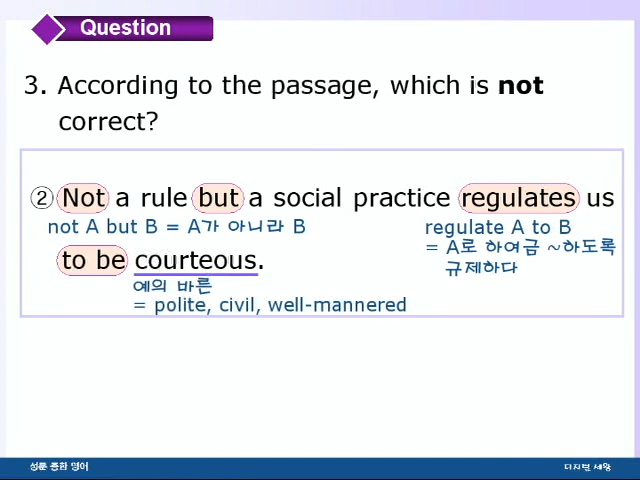 Question
3. According to the passage, which is not
correct?
② Not a rule but a social practice regulates us
not A but B = A가 아니라 B
regulate A to B
= A로 하여금 ~하도록
규제하다
to be courteous.
예의 바른
= polite, civil, well-mannered
성문 종합 영어
디지털 세상